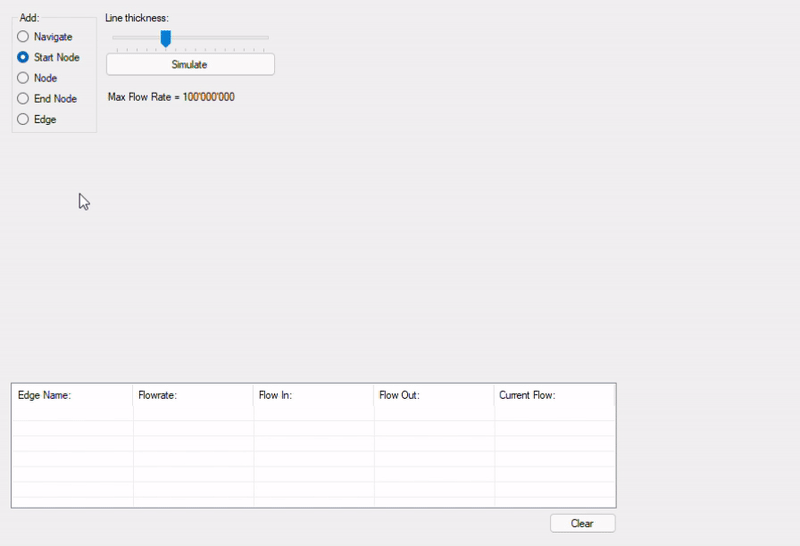 Add:
Navigate
Start Node
Node
End Node
Edge
Line thickness:
Simulate
Max Flow Rate = 100'000'000
Edge Name: Flowrate: Flow In: Flow Out: Current Flow:
Clear